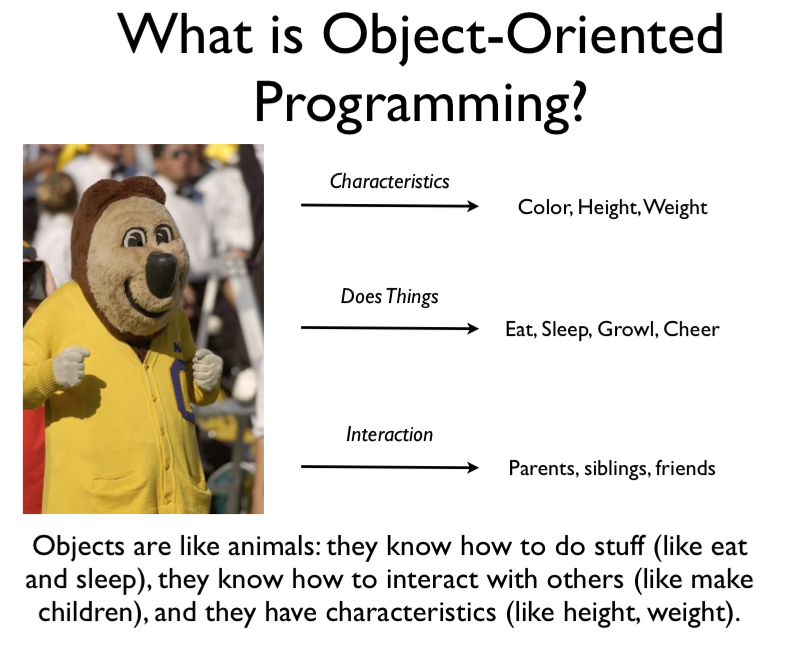 What is Object-Oriented
Programming?
Characteristics
Color, Height, Weight
Does Things
Eat, Sleep, Growl, Cheer
Interaction
Parents, siblings, friends
C
Objects are like animals: they know how to do stuff (like eat
and sleep), they know how to interact with others (like make
children), and they have characteristics (like height, weight).